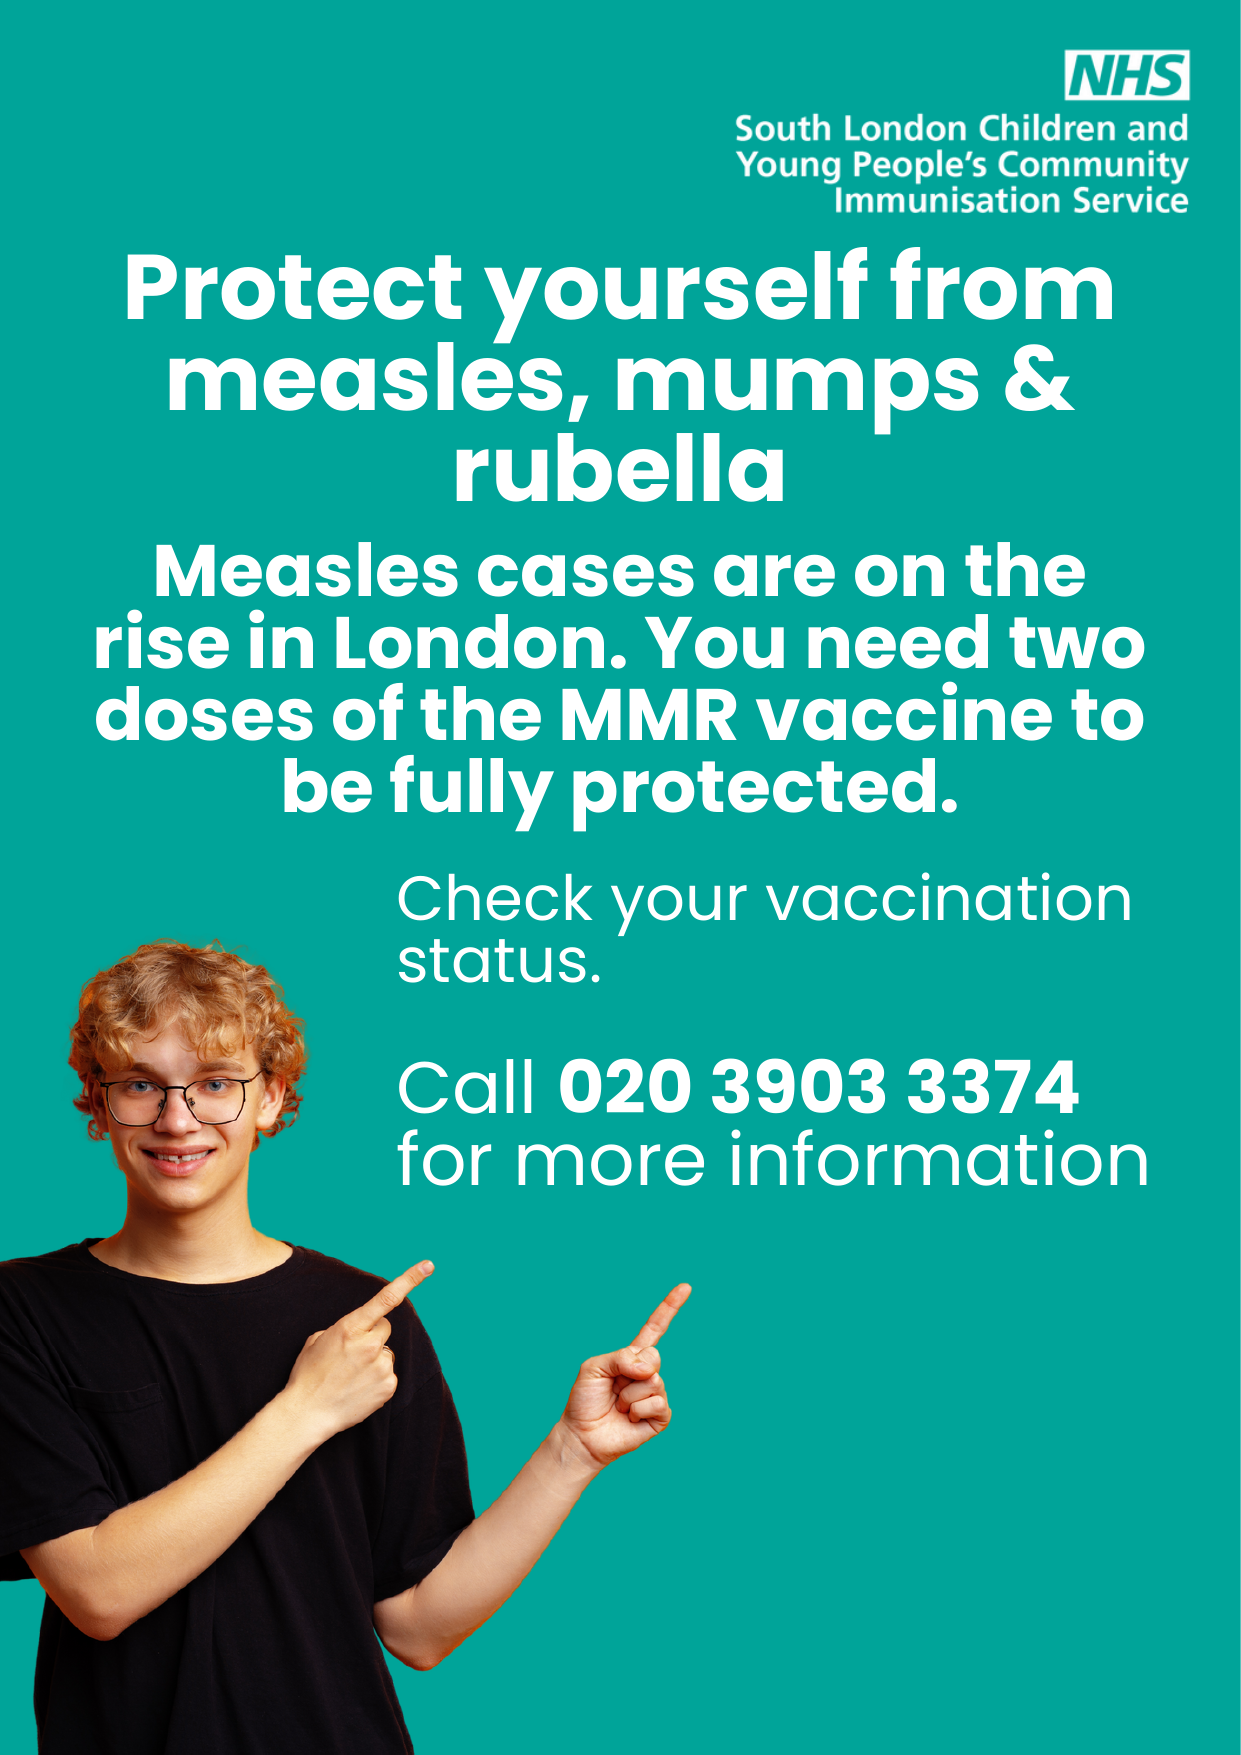 NHS
South London Children and
Young People's Community
Immunisation Service
Protect yourself from
measles, mumps &
rubella
Measles cases are on the
rise in London. You need two
doses of the MMR vaccine to
be fully protected.
Check your vaccination
status.
Call 020 3903 3374
for more information